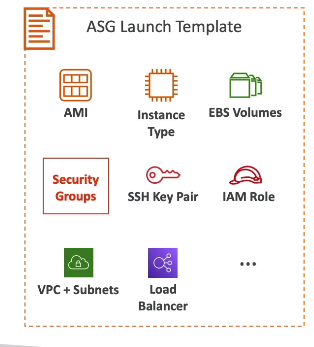 ASG Launch Template
AMI
Instance
Type
EBS Volumes
Security
Groups
SSH Key Pair
IAM Role
VPC + Subnets
Load
Balancer
...